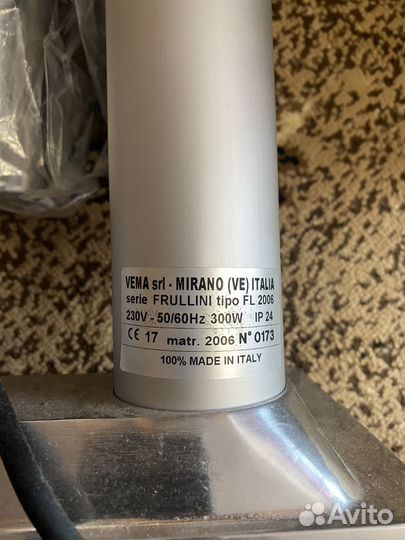 VEMA srl - MIRANO (VE) ITALIA
serie FRULLINI tipo FL 2006
230V - 50/60Hz 300W IP 24
CE 17 matr. 2006 N° 0173
100% MADE IN ITALY
Avito